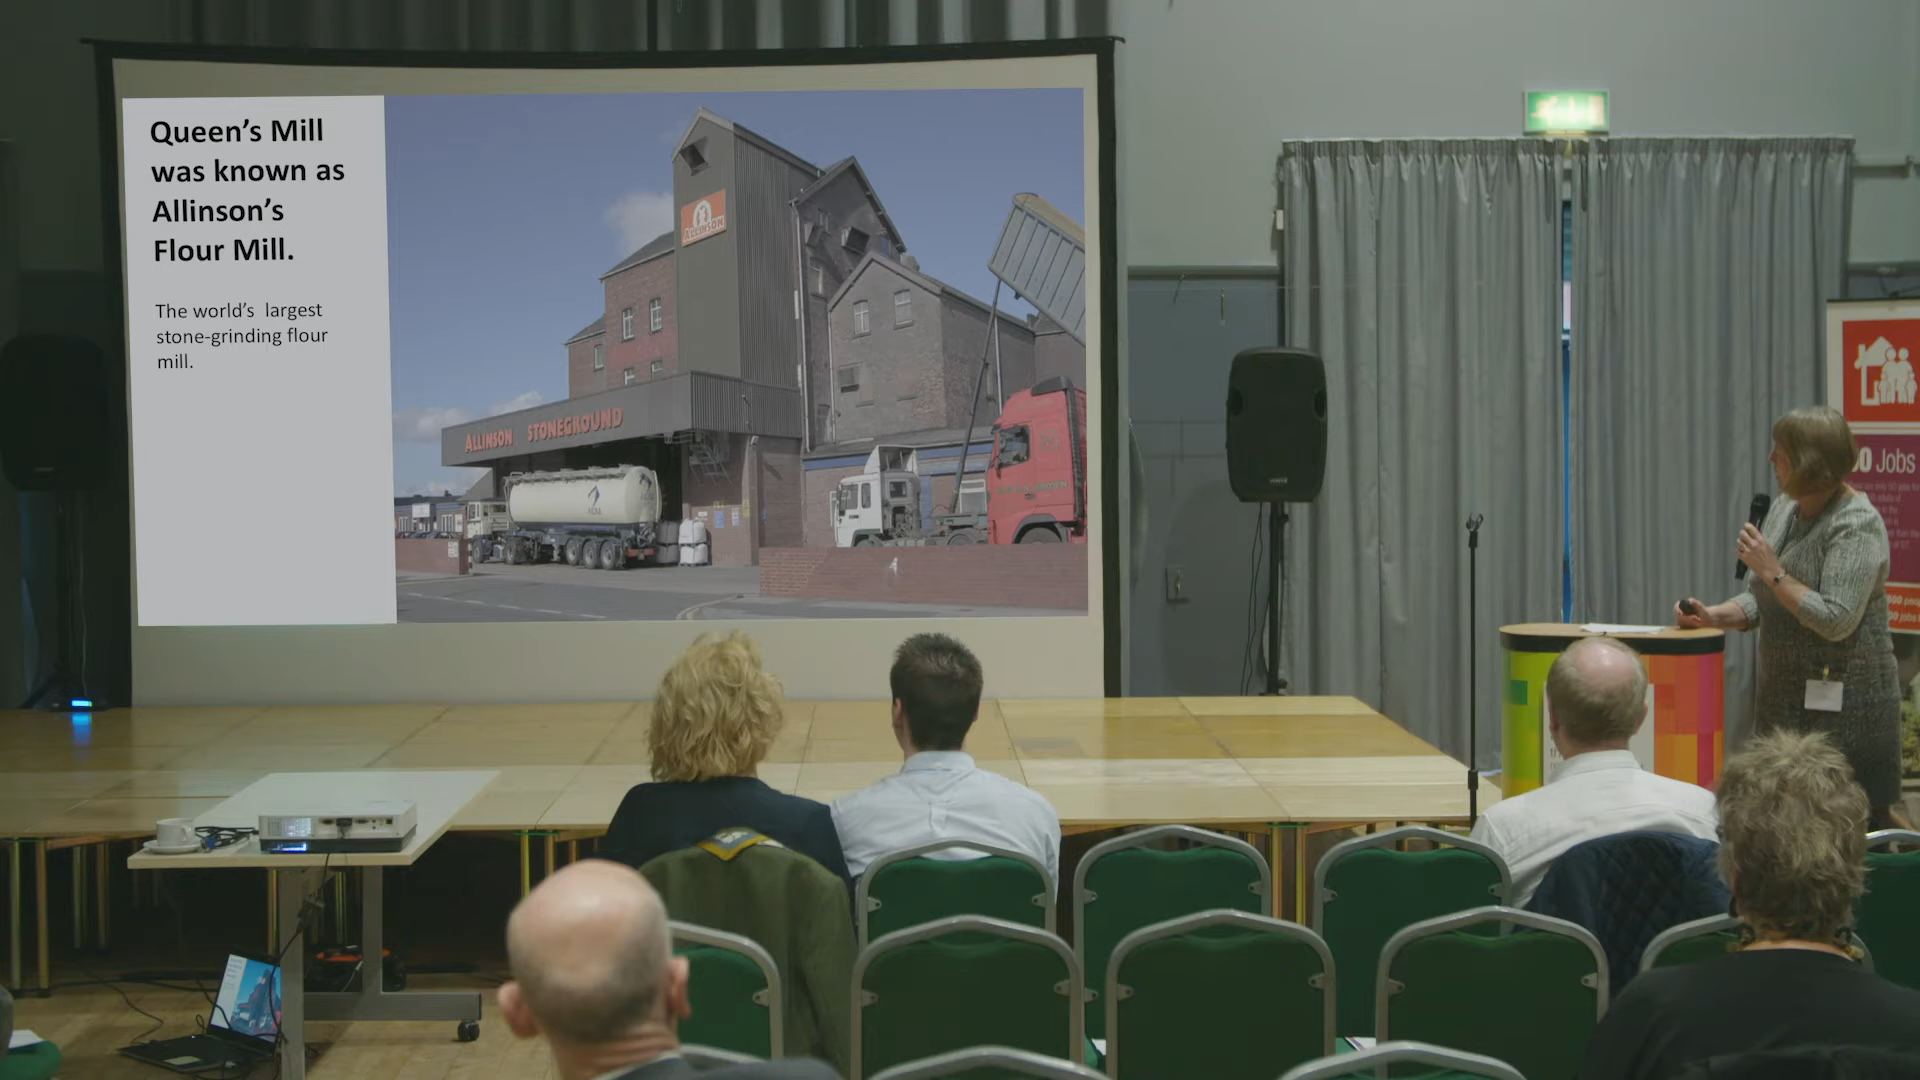 Queen's Mill
was known as
Allinson's
Flour Mill.
The world's  largest
stone-grinding flour
mill.
ALLINSON
ALLINSON STONEGROUND
0 Jobs